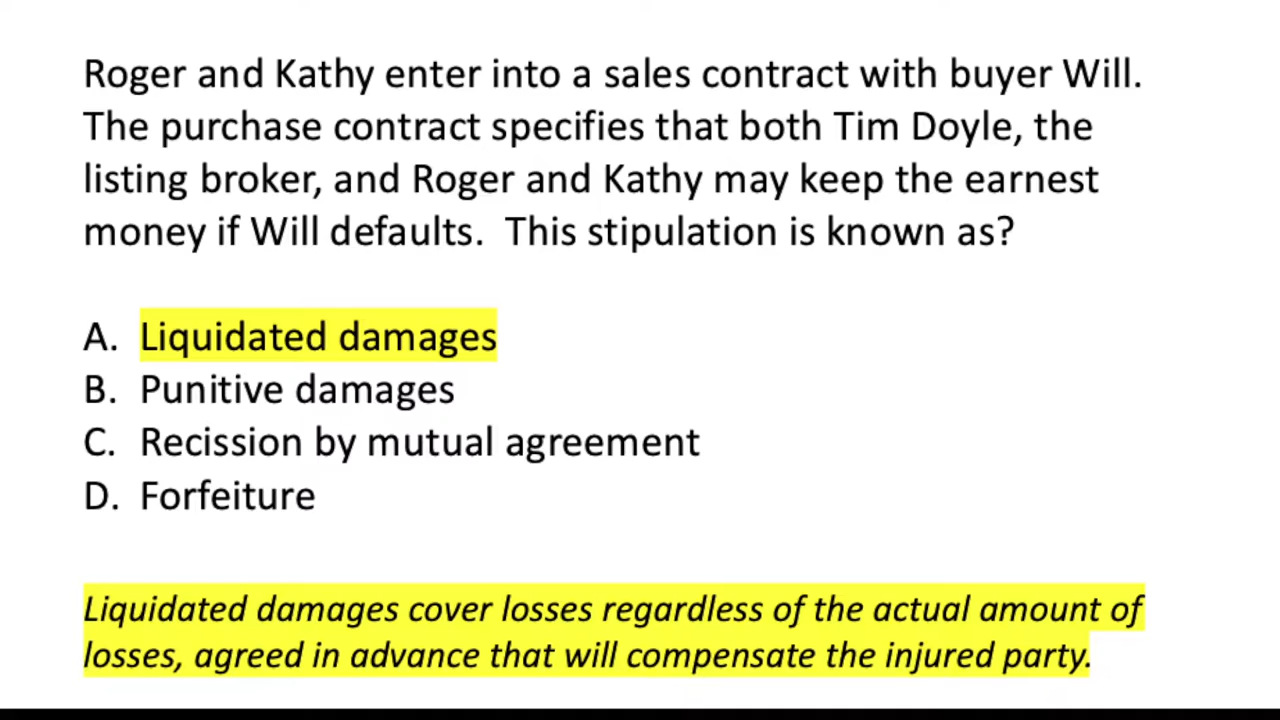 Roger and Kathy enter into a sales contract with buyer Will.
The purchase contract specifies that both Tim Doyle, the
listing broker, and Roger and Kathy may keep the earnest
money if Will defaults.  This stipulation is known as?
A. Liquidated damages
B. Punitive damages
C. Recission by mutual agreement
D. Forfeiture
Liquidated damages cover losses regardless of the actual amount of
losses, agreed in advance that will compensate the injured party.